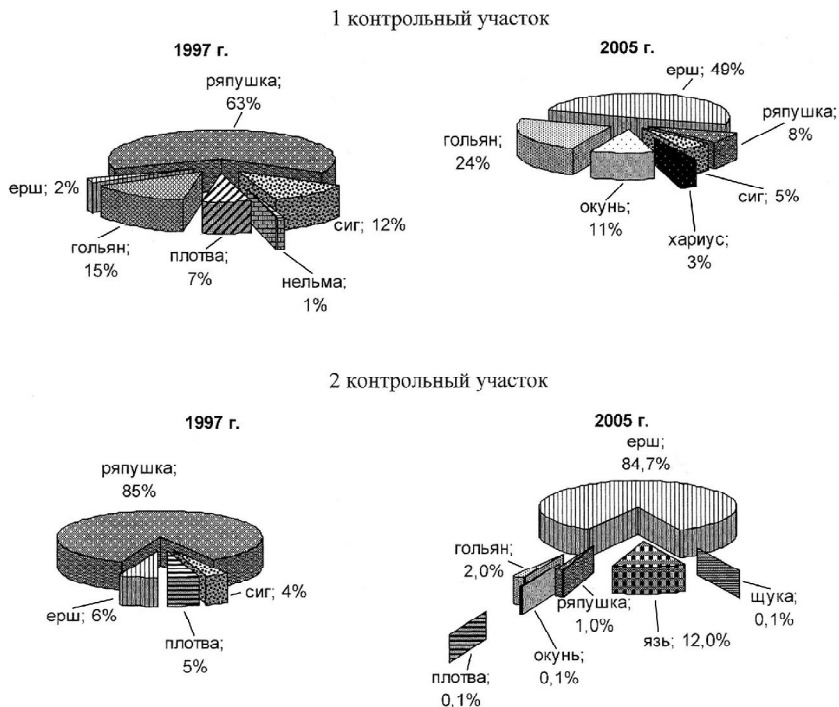 1 контрольный участок
1997 г.
ряпушка;
63%
ерш; 2%
гольян;
15%
плотва;
7%
нельма;
1%
сиг; 12%
2005 г.
ерш; 49%
ряпушка;
8%
гольян;
24%
окунь;
11%
хариус;
3%
сиг; 5%
2 контрольный участок
1997 г.
ряпушка;
85%
ерш; 6%
плотва;
5%
сиг; 4%
2005 г.
ерш;
84,7%
гольян;
2,0%
ряпушка;
1,0%
плотва;
0,1%
окунь;
0,1%
язь; 12,0%
щука;
0,1%